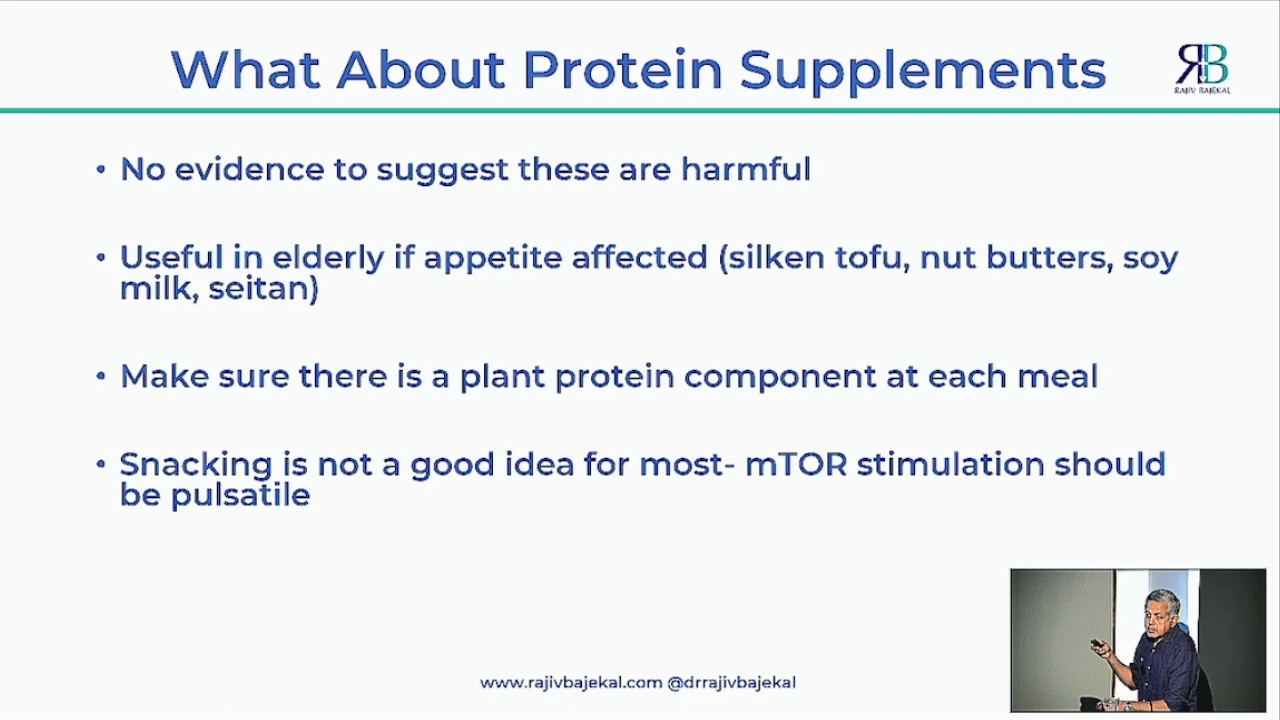 What About Protein Supplements
RB
RAJIV BAJEKAL
• No evidence to suggest these are harmful
• Useful in elderly if appetite affected (silken tofu, nut butters, soy
milk, seitan)
• Make sure there is a plant protein component at each meal
• Snacking is not a good idea for most- mTOR stimulation should
be pulsatile
www.rajivbajekal.com @drrajivbajekal